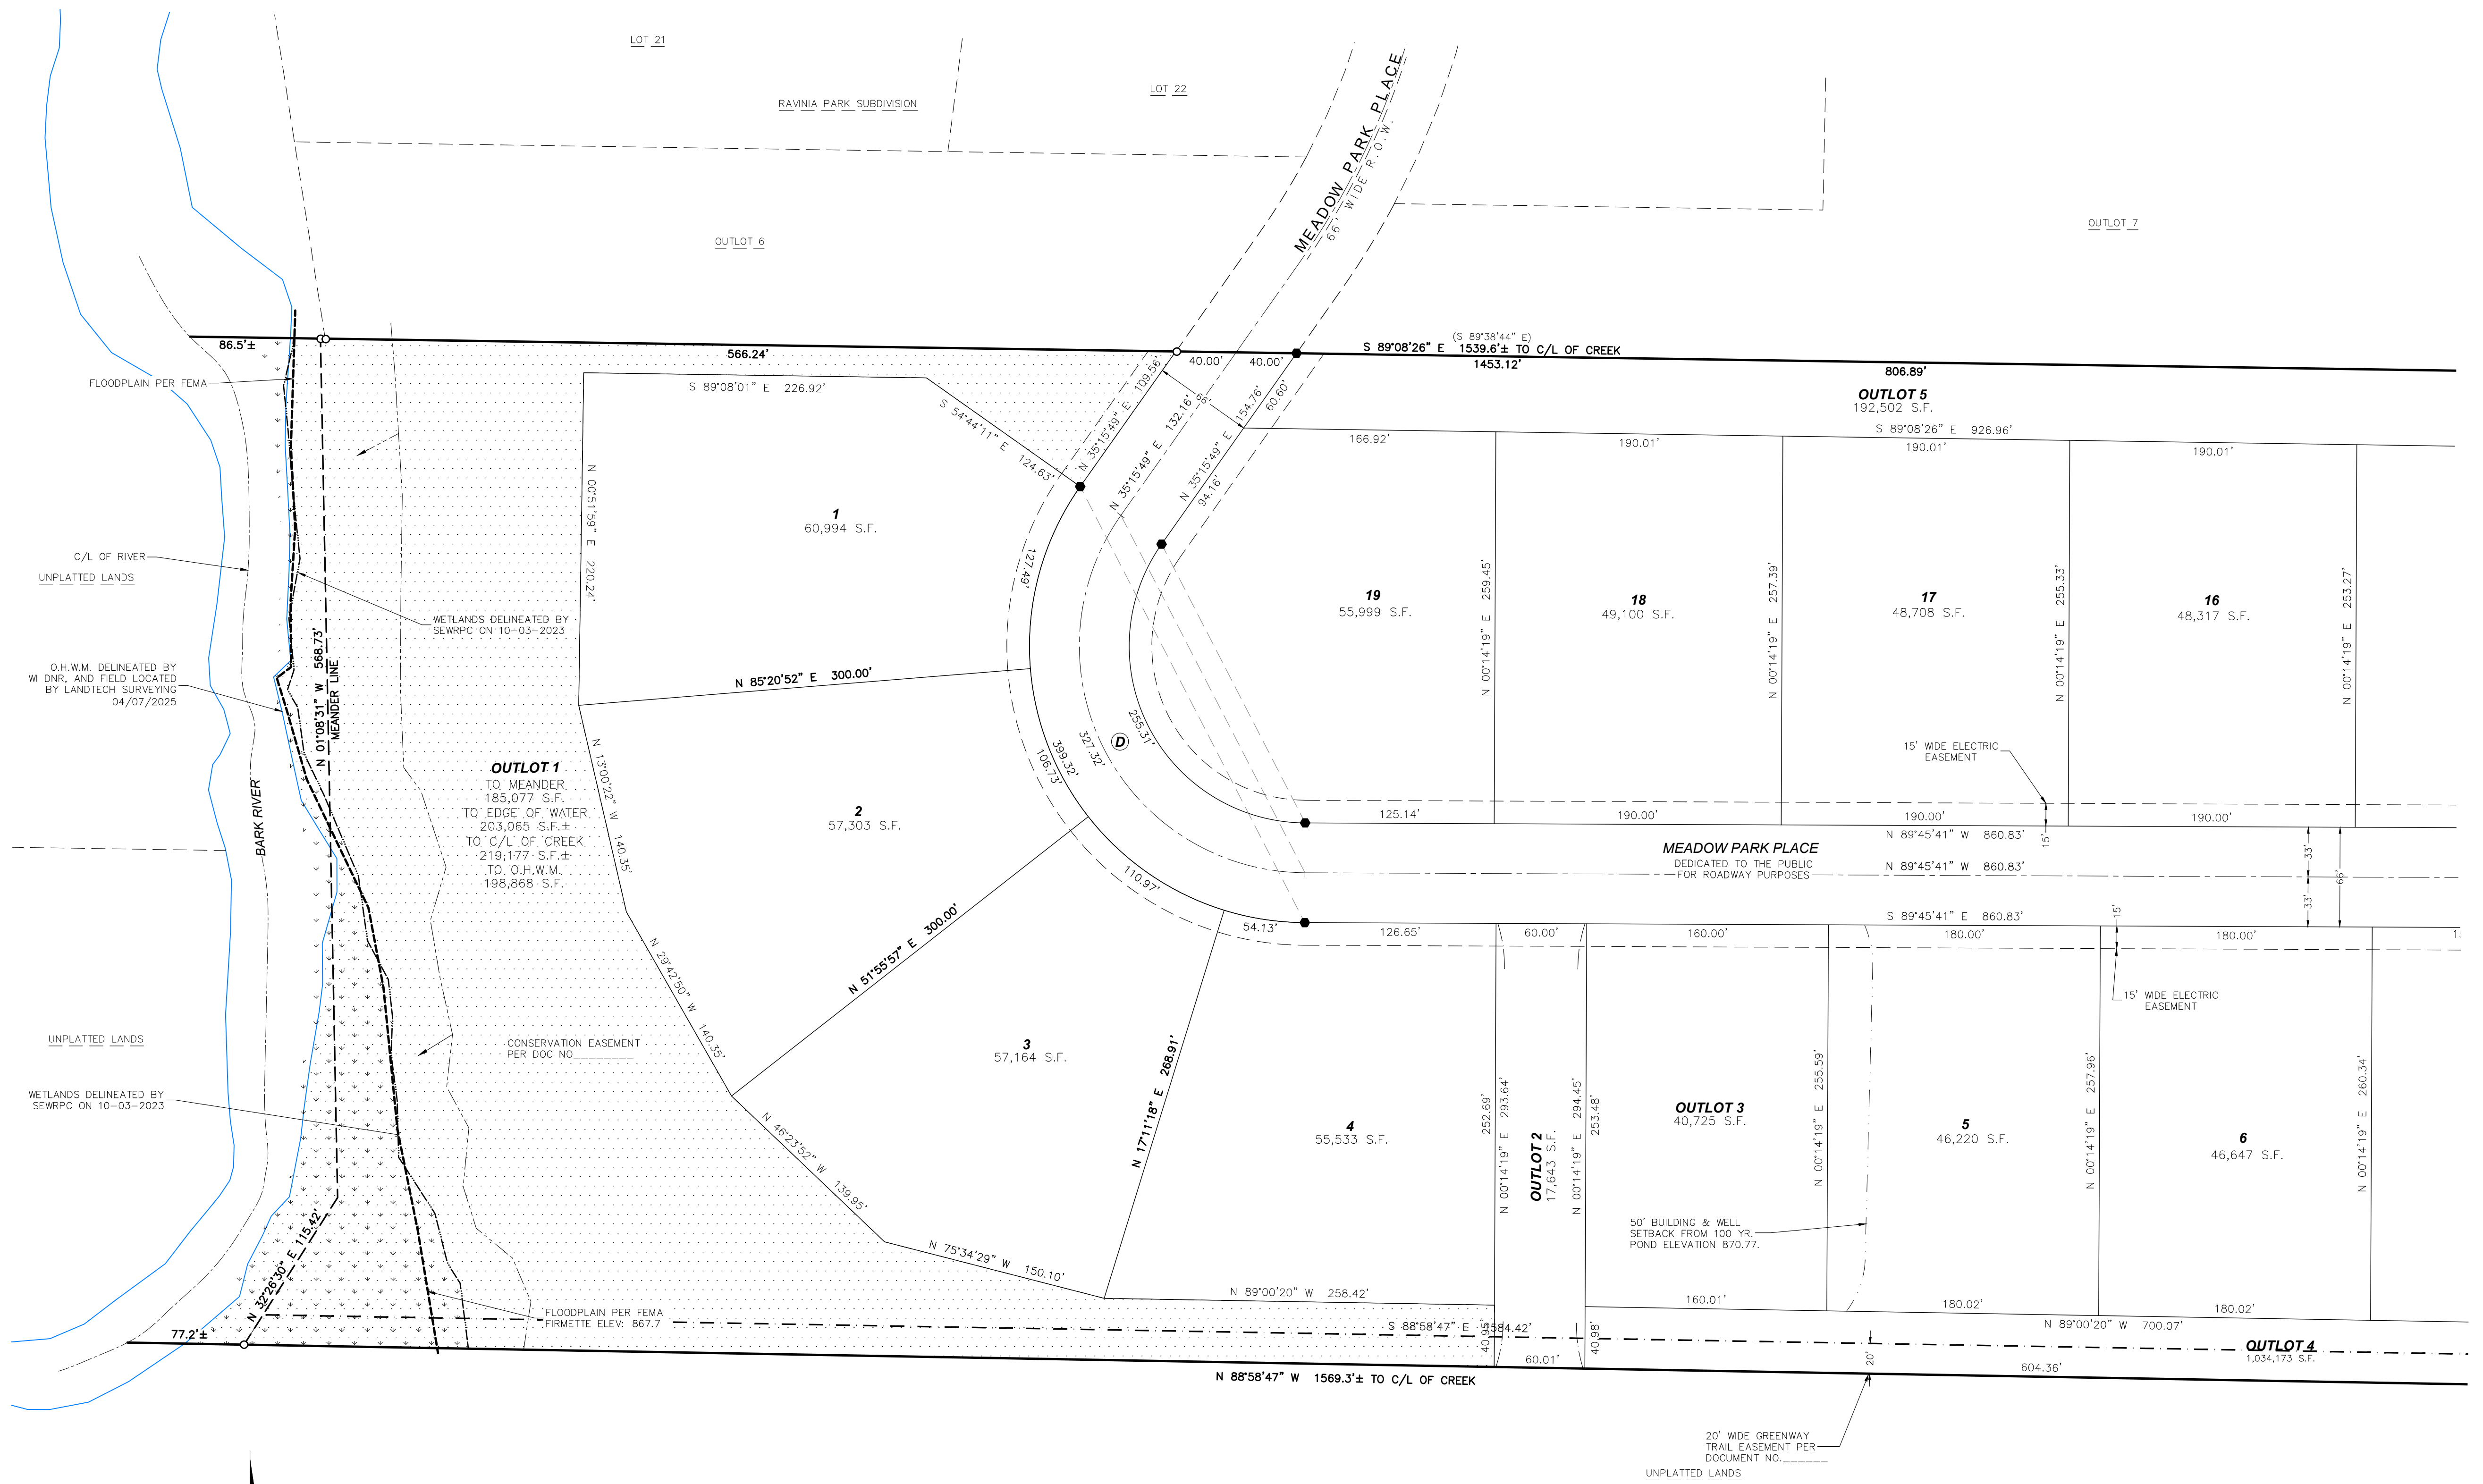 LOT 21
RAVINIA PARK SUBDIVISION
LOT 22
MEADOW PARK PLACE
66' WIDE R.O.W.
OUTLOT 6
OUTLOT 7
86.5'±
566.24'
40.00'
40.00'
(S 89°38'44" E)
S 89°08'26" E 1539.6'± TO C/L OF CREEK
1453.12'
806.89'
OUTLOT 5
192,502 S.F.
S 89°08'26" E 926.96'
FLOODPLAIN PER FEMA
S 89°08'01" E 226.92'
S 54°44'11" E 124.63'
N 35°15'49" E 109.56'
N 35°15'49" E 132.16'
66'
N 35°15'49" E 154.76'
60.60'
94.16'
166.92'
190.01'
190.01'
190.01'
N 00°51'59" E 220.24'
1
60,994 S.F.
127.49'
C/L OF RIVER
UNPLATTED LANDS
WETLANDS DELINEATED BY
SEWRPC ON 10-03-2023
19
55,999 S.F.
N 00°14'19" E 259.45'
18
49,100 S.F.
N 00°14'19" E 257.39'
17
48,708 S.F.
N 00°14'19" E 255.33'
16
48,317 S.F.
N 00°14'19" E 253.27'
O.H.W.M. DELINEATED BY
WI DNR, AND FIELD LOCATED
BY LANDTECH SURVEYING
04/07/2025
N 01°08'31" W 568.73'
MEANDER LINE
N 85°20'52" E 300.00'
BARK RIVER
OUTLOT 1
TO MEANDER
185,077 S.F.
TO EDGE OF WATER
203,065 S.F.±
TO C/L OF CREEK
219,177 S.F.±
TO O.H.W.M.
198,868 S.F.
N 13°00'22" W 140.35'
2
57,303 S.F.
399.32'
106.73'
327.32'
D
255.31'
15' WIDE ELECTRIC
EASEMENT
125.14'
190.00'
190.00'
190.00'
15'
N 89°45'41" W 860.83'
MEADOW PARK PLACE
DEDICATED TO THE PUBLIC
FOR ROADWAY PURPOSES
N 89°45'41" W 860.83'
33'
33'
66'
S 89°45'41" E 860.83'
110.97'
54.13'
126.65'
60.00'
160.00'
180.00'
15'
180.00'
N 29°42'50" W 140.35'
N 51°55'57" E 300.00'
15' WIDE ELECTRIC
EASEMENT
UNPLATTED LANDS
CONSERVATION EASEMENT
PER DOC NO.________
3
57,164 S.F.
N 17°11'18" E 268.91'
4
55,533 S.F.
252.69'
N 00°14'19" E 293.64'
OUTLOT 2
17,643 S.F.
N 00°14'19" E 294.45'
253.48'
OUTLOT 3
40,725 S.F.
N 00°14'19" E 255.59'
5
46,220 S.F.
N 00°14'19" E 257.96'
6
46,647 S.F.
N 00°14'19" E 260.34'
WETLANDS DELINEATED BY
SEWRPC ON 10-03-2023
N 46°23'52" W 139.95'
N 32°26'30" E 115.42'
N 75°34'29" W 150.10'
50' BUILDING & WELL
SETBACK FROM 100 YR.
POND ELEVATION 870.77.
N 89°00'20" W 258.42'
160.01'
180.02'
180.02'
FLOODPLAIN PER FEMA
FIRMETTE ELEV: 867.7
S 88°58'47" E 1584.42'
N 89°00'20" W 700.07'
77.2'±
40.95'
60.01'
40.98'
20'
604.36'
OUTLOT 4
1,034,173 S.F.
N 88°58'47" W 1569.3'± TO C/L OF CREEK
20' WIDE GREENWAY
TRAIL EASEMENT PER
DOCUMENT NO.______
UNPLATTED LANDS